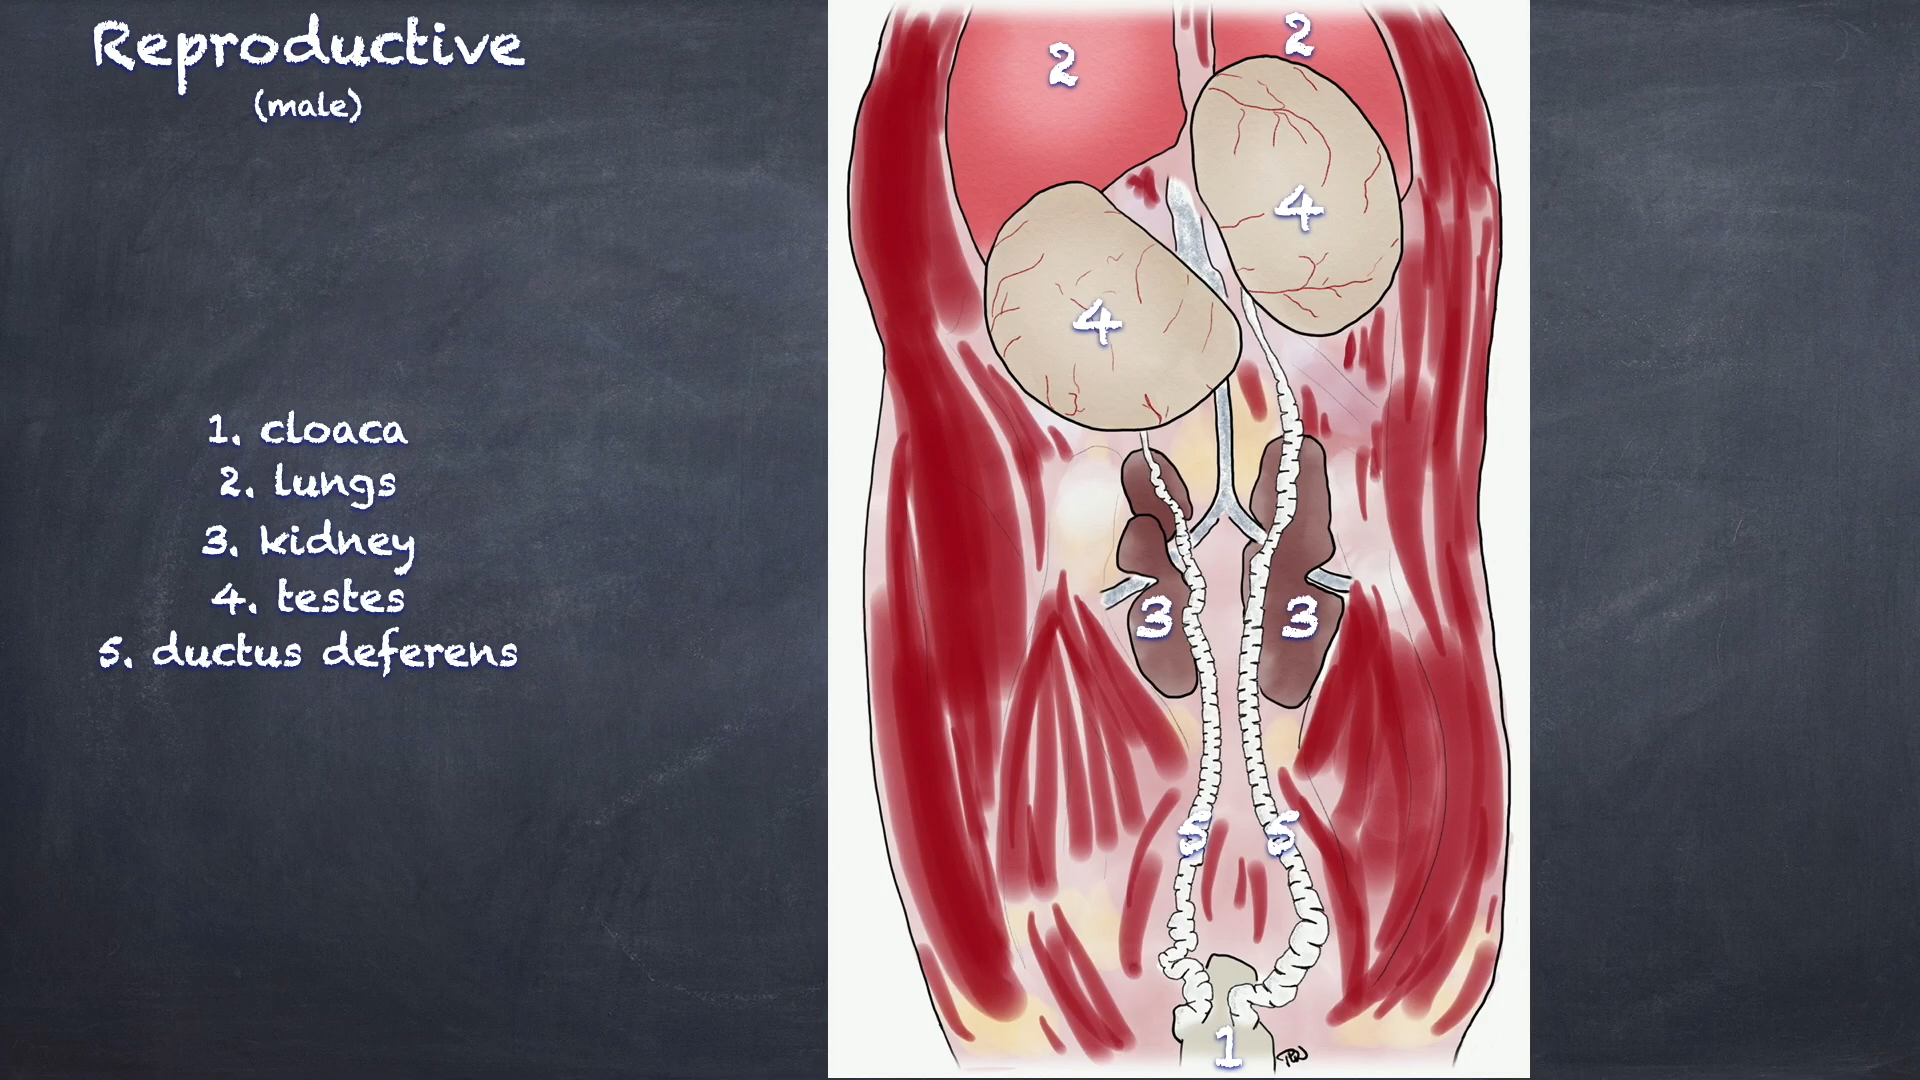 Reproductive
(male)
1. cloaca
2. lungs
3. kidney
4. testes
5. ductus deferens
2
2
4
4
3
3
5
5
1